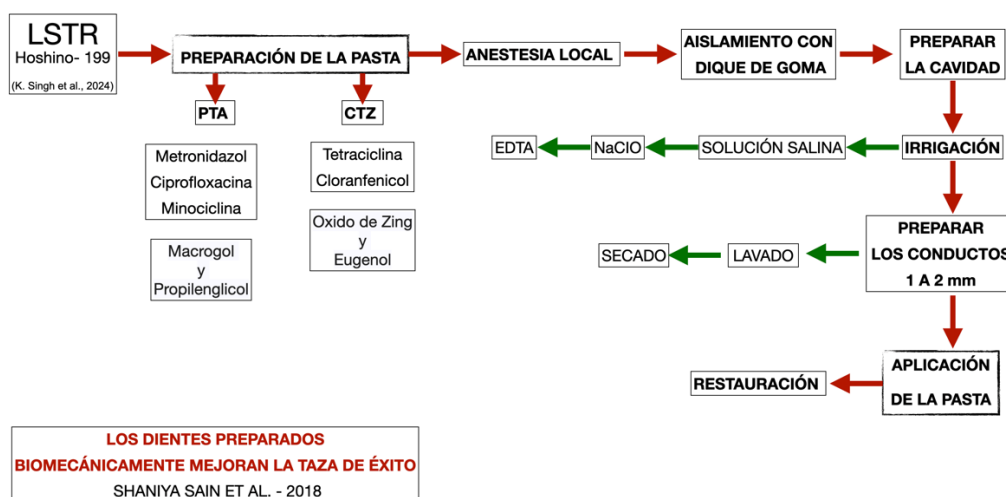 LSTR
Hoshino- 199
(K. Singh et al., 2024)
PREPARACIÓN DE LA PASTA
ANESTESIA LOCAL
AISLAMIENTO CON
DIQUE DE GOMA
PREPARAR
LA CAVIDAD
PTA
CTZ
Metronidazol
Ciprofloxacina
Minociclina
Tetraciclina
Cloranfenicol
Macrogol
y
Propilenglicol
Oxido de Zing
y
Eugenol
EDTA
NaClO
SOLUCIÓN SALINA
IRRIGACIÓN
PREPARAR
LOS CONDUCTOS
1 A 2 mm
SECADO
LAVADO
APLICACIÓN
DE LA PASTA
RESTAURACIÓN
LOS DIENTES PREPARADOS
BIOMECÁNICAMENTE MEJORAN LA TAZA DE ÉXITO
SHANIYA SAIN ET AL. - 2018